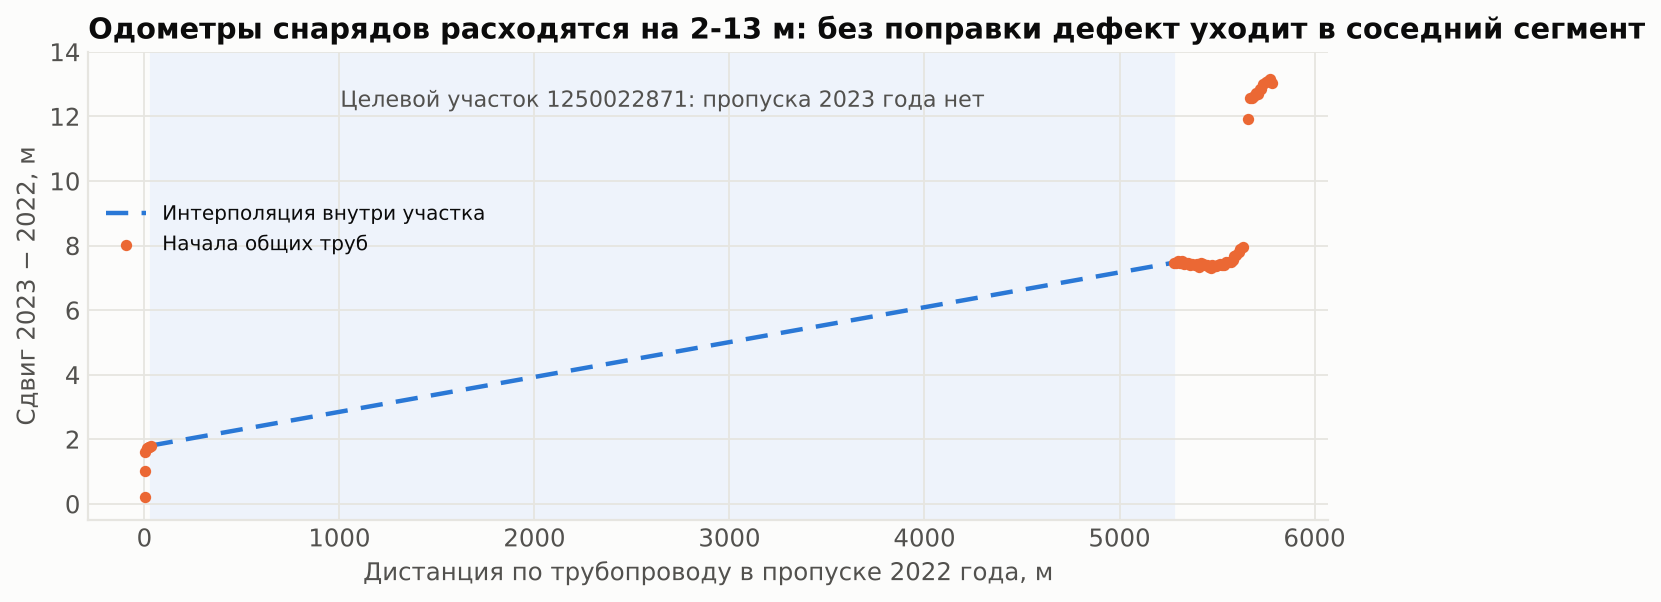 Одометры снарядов расходятся на 2-13 м: без поправки дефект уходит в соседний сегмент
14
12
10
8
6
4
2
0
Сдвиг 2023 − 2022, м
Целевой участок 1250022871: пропуска 2023 года нет
Интерполяция внутри участка
Начала общих труб
0 1000 2000 3000 4000 5000 6000
Дистанция по трубопроводу в пропуске 2022 года, м